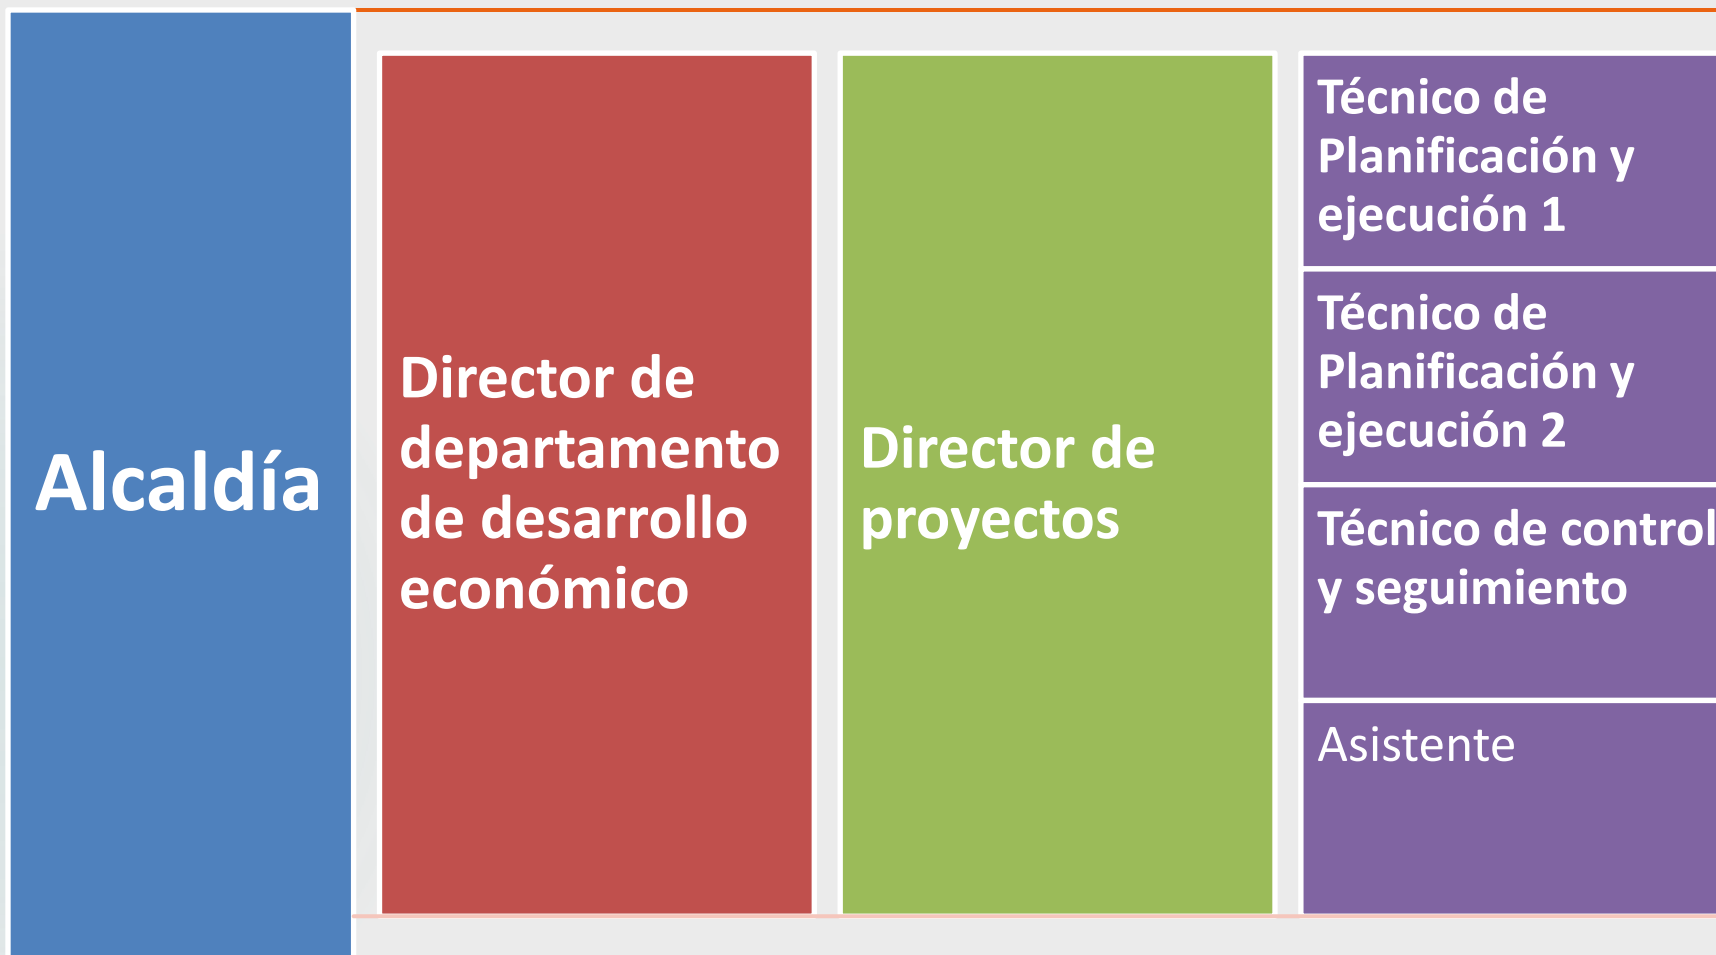 Alcaldía
Director de
departamento
de desarrollo
económico
Director de
proyectos
Técnico de
Planificación y
ejecución 1
Técnico de
Planificación y
ejecución 2
Técnico de control
y seguimiento
Asistente